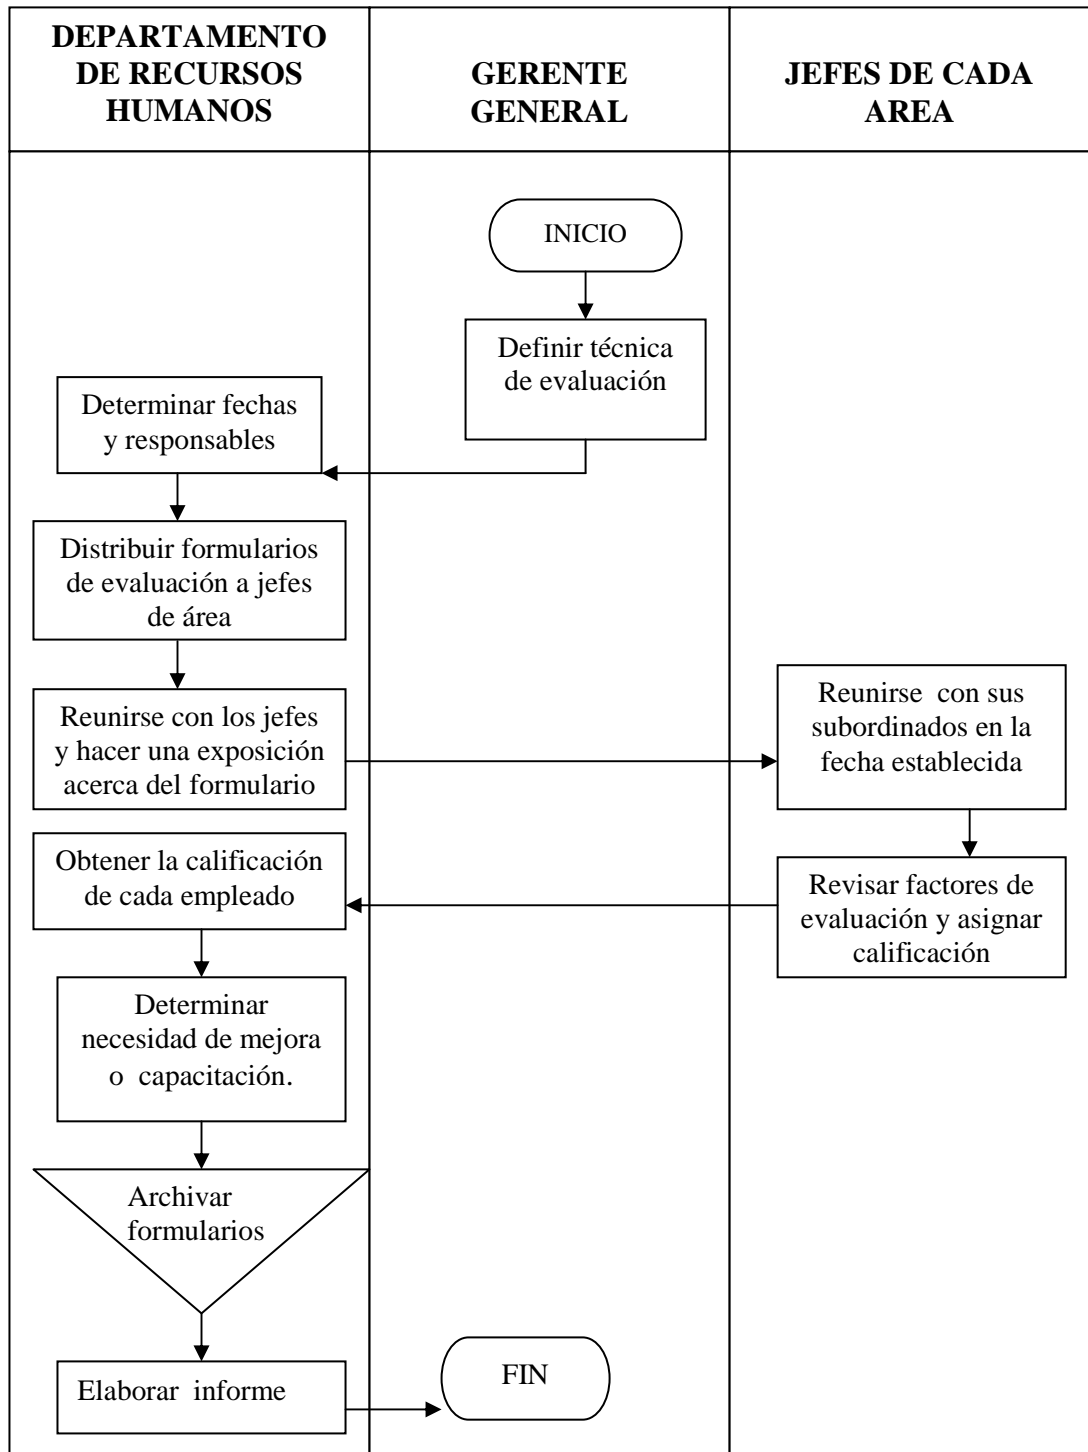 DEPARTAMENTO
DE RECURSOS
HUMANOS
GERENTE
GENERAL
JEFES DE CADA
AREA
INICIO
Definir técnica
de evaluación
Determinar fechas
y responsables
Distribuir formularios
de evaluación a jefes
de área
Reunirse con los jefes
y hacer una exposición
acerca del formulario
Reunirse con sus
subordinados en la
fecha establecida
Revisar factores de
evaluación y asignar
calificación
Obtener la calificación
de cada empleado
Determinar
necesidad de mejora
o capacitación.
Archivar
formularios
Elaborar informe
FIN